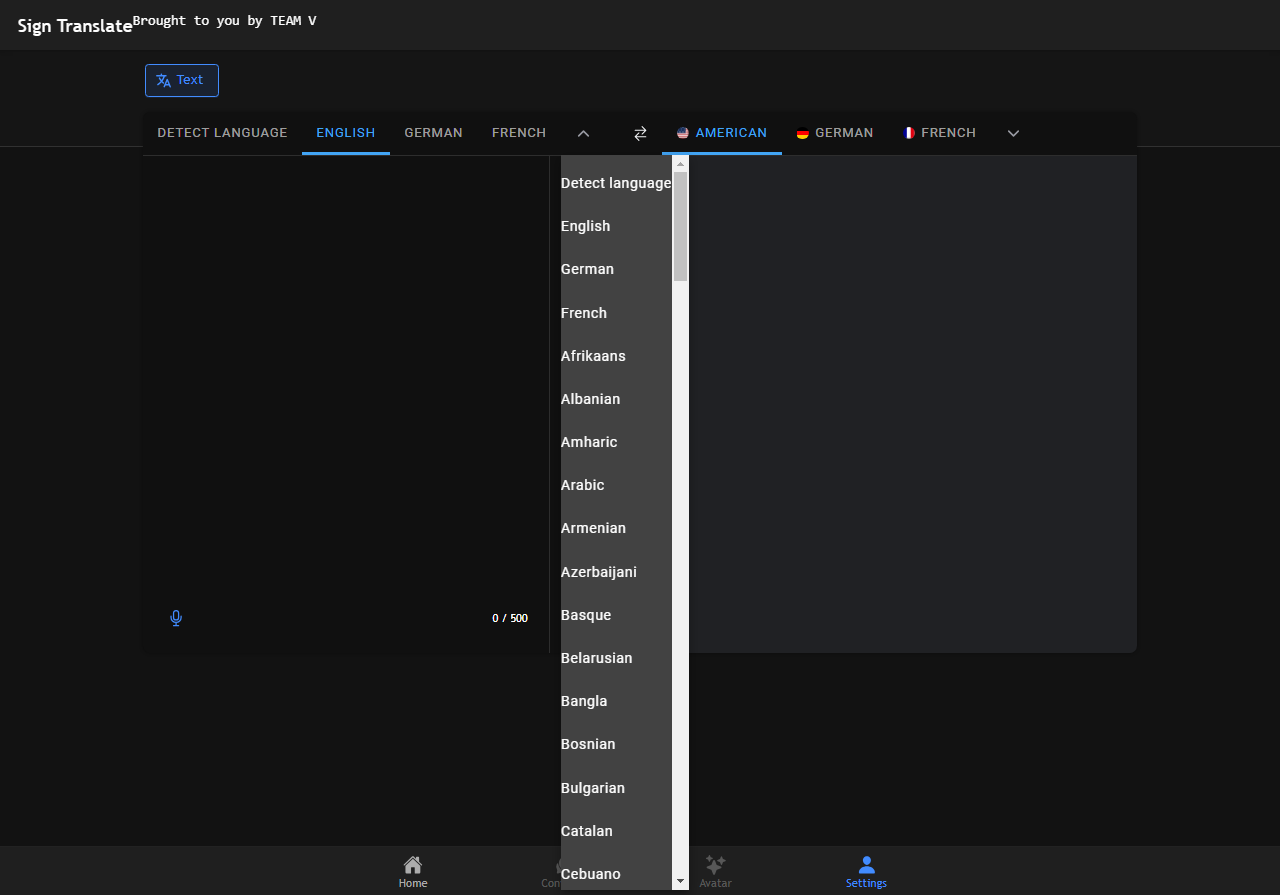 Sign Translate Brought to you by TEAM V
Text
DETECT LANGUAGE ENGLISH GERMAN FRENCH AMERICAN GERMAN FRENCH
Detect language
English
German
French
Afrikaans
Albanian
Amharic
Arabic
Armenian
Azerbaijani
Basque
0 / 500
Belarusian
Bangla
Bosnian
Bulgarian
Catalan
Cebuano
Home Avatar Settings